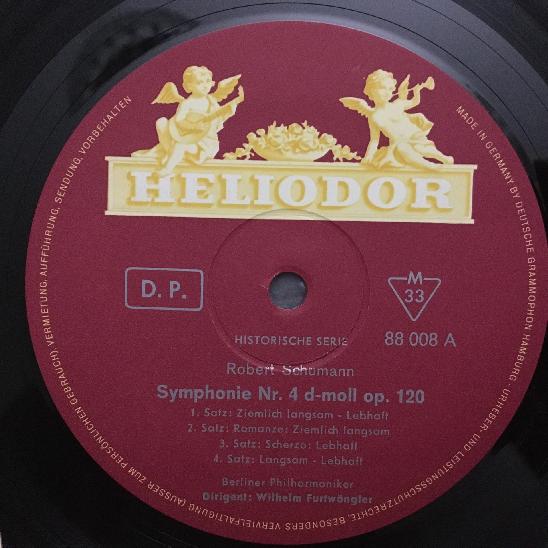 HELIODOR
D. P.
M
33
HISTORISCHE SERIE
88 008 A
Robert Schumann
Symphonie Nr. 4 d-moll op. 120
1. Satz: Ziemlich langsam - Lebhaft
2. Satz: Romanze: Ziemlich langsam
3. Satz: Scherzo: Lebhaft
4. Satz: Langsam - Lebhaft
Berliner Philharmoniker
Dirigent: Wilhelm Furtwängler
MADE IN GERMANY BY DEUTSCHE GRAMMOPHON HAMBURG · URHEBER- UND LEISTUNGSSCHUTZRECHTE, BESONDERS VERVIELFÄLTIGUNG (AUSSER ZUM PERSÖNLICHEN GEBRAUCH) VERMIETUNG, AUFFÜHRUNG, SENDUNG, VORBEHALTEN